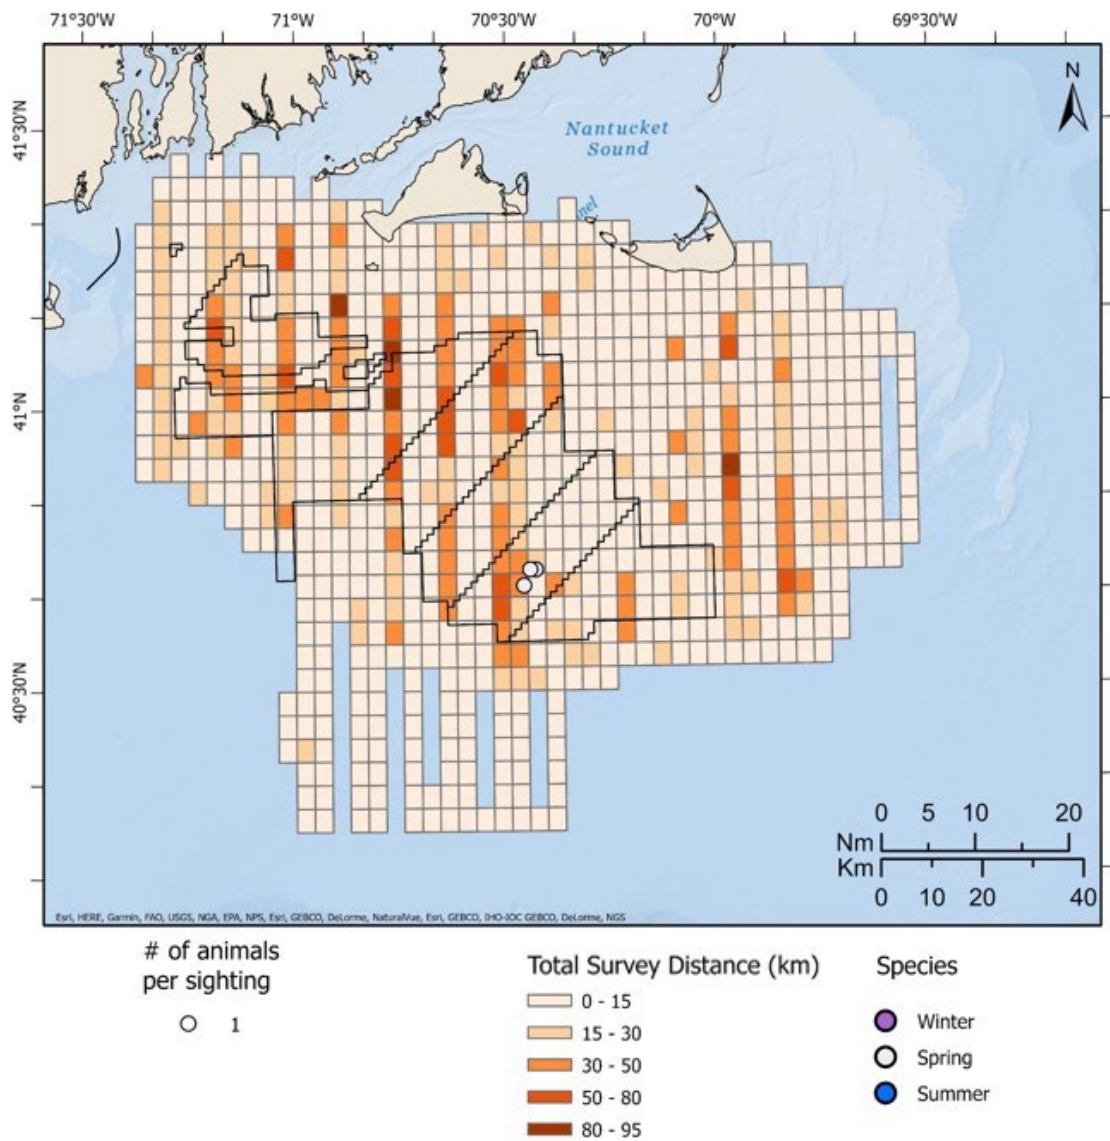 71°30'W 71°W 70°30'W 70°W 69°30'W
N
41°30'N
Nantucket
Sound
nel
41°N
40°30'N
0 5 10 20
Nm
Km
0 10 20 40
Esri, HERE, Garmin, FAO, USGS, NGA, EPA, NPS, Esri, GEBCO, DeLorme, NaturalVue, Esri, GEBCO, IHO-IOC GEBCO, DeLorme, NGS
# of animals
per sighting
1
Total Survey Distance (km)
0 - 15
15 - 30
30 - 50
50 - 80
80 - 95
Species
Winter
Spring
Summer